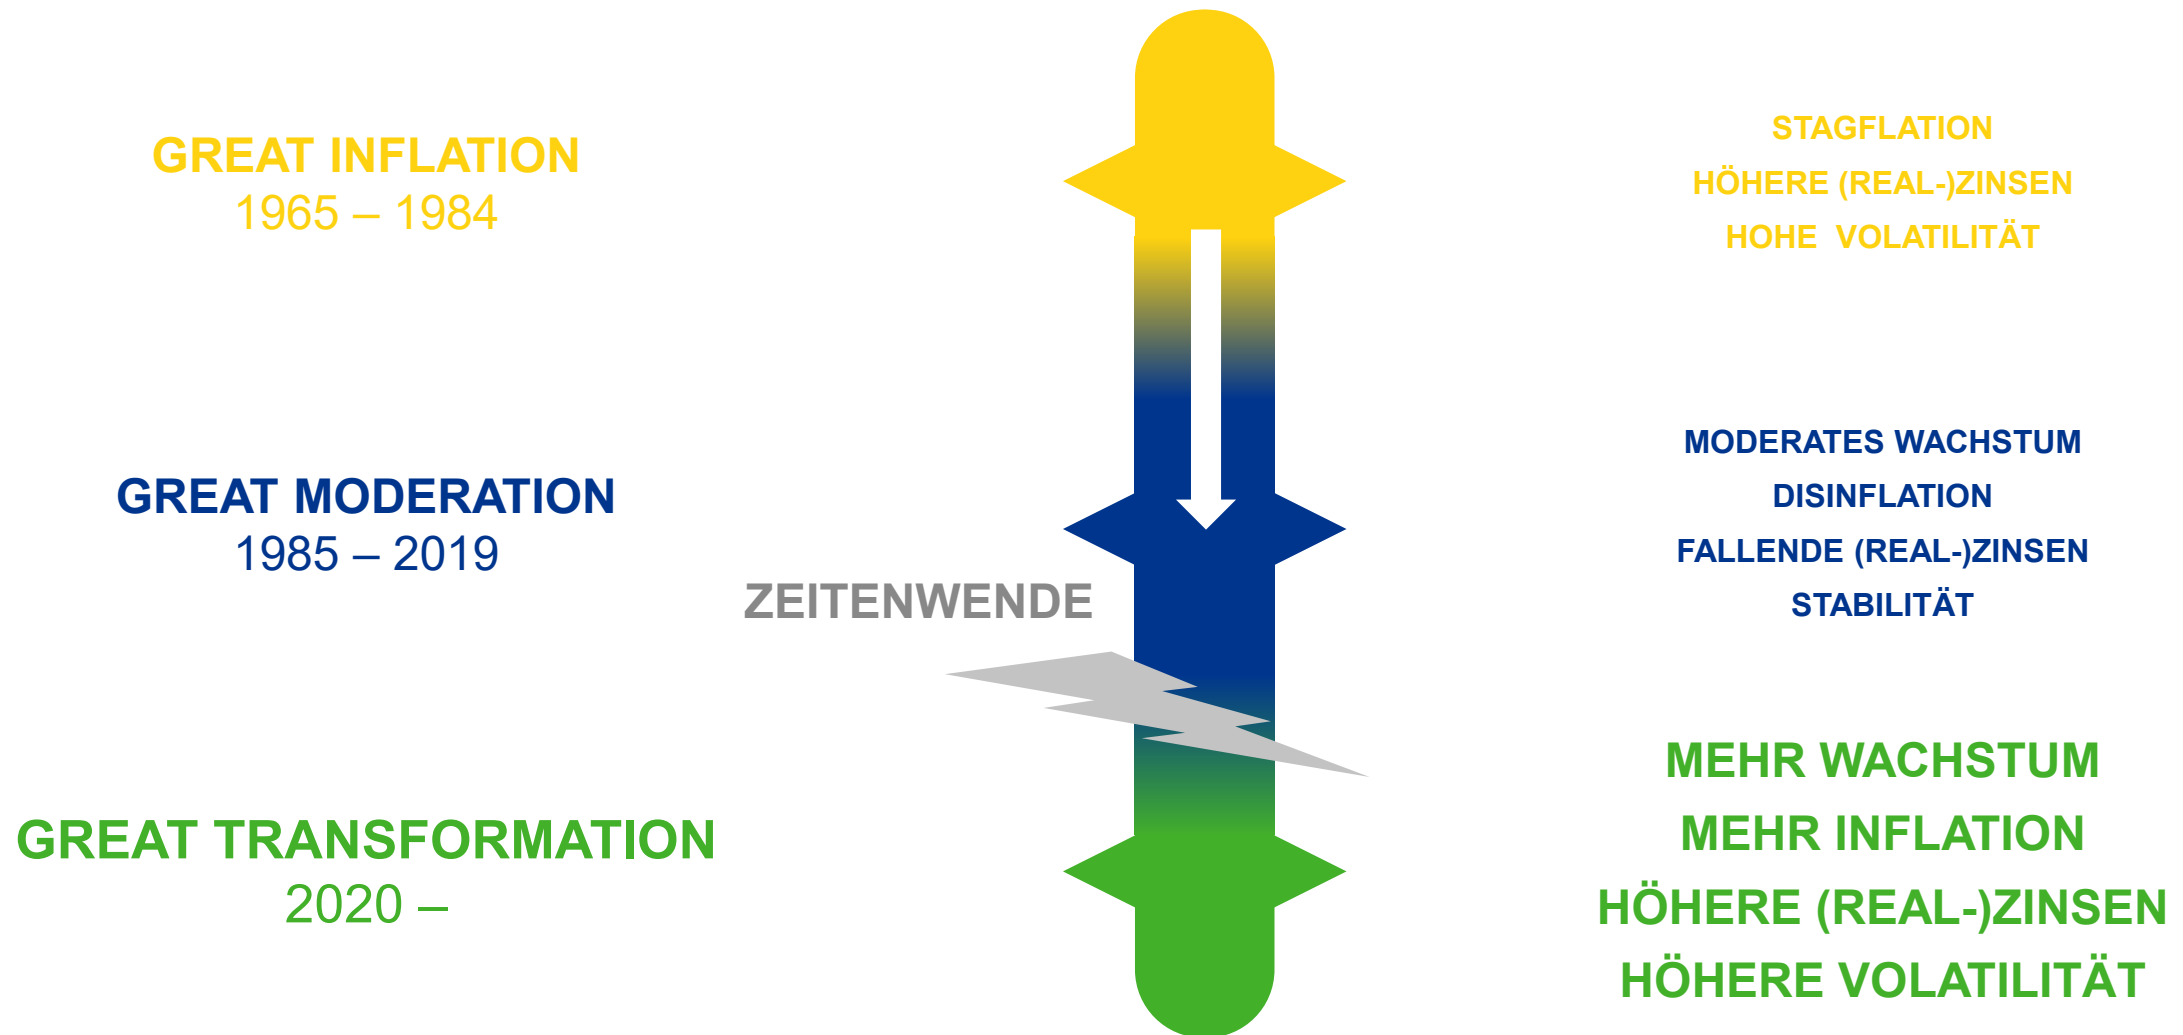 GREAT INFLATION
1965 – 1984
STAGFLATION
HÖHERE (REAL-)ZINSEN
HOHE VOLATILITÄT
GREAT MODERATION
1985 – 2019
MODERATES WACHSTUM
DISINFLATION
FALLENDE (REAL-)ZINSEN
STABILITÄT
ZEITENWENDE
GREAT TRANSFORMATION
2020 –
MEHR WACHSTUM
MEHR INFLATION
HÖHERE (REAL-)ZINSEN
HÖHERE VOLATILITÄT